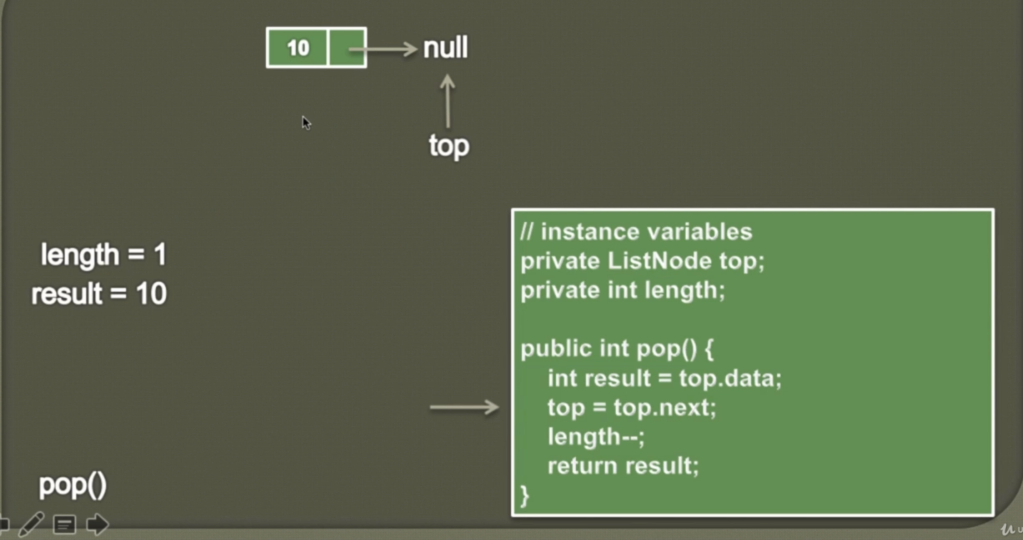 10 null
top
length = 1
result = 10
// instance variables
private ListNode top;
private int length;
public int pop() {
int result = top.data;
top = top.next;
length--;
return result;
}
pop()